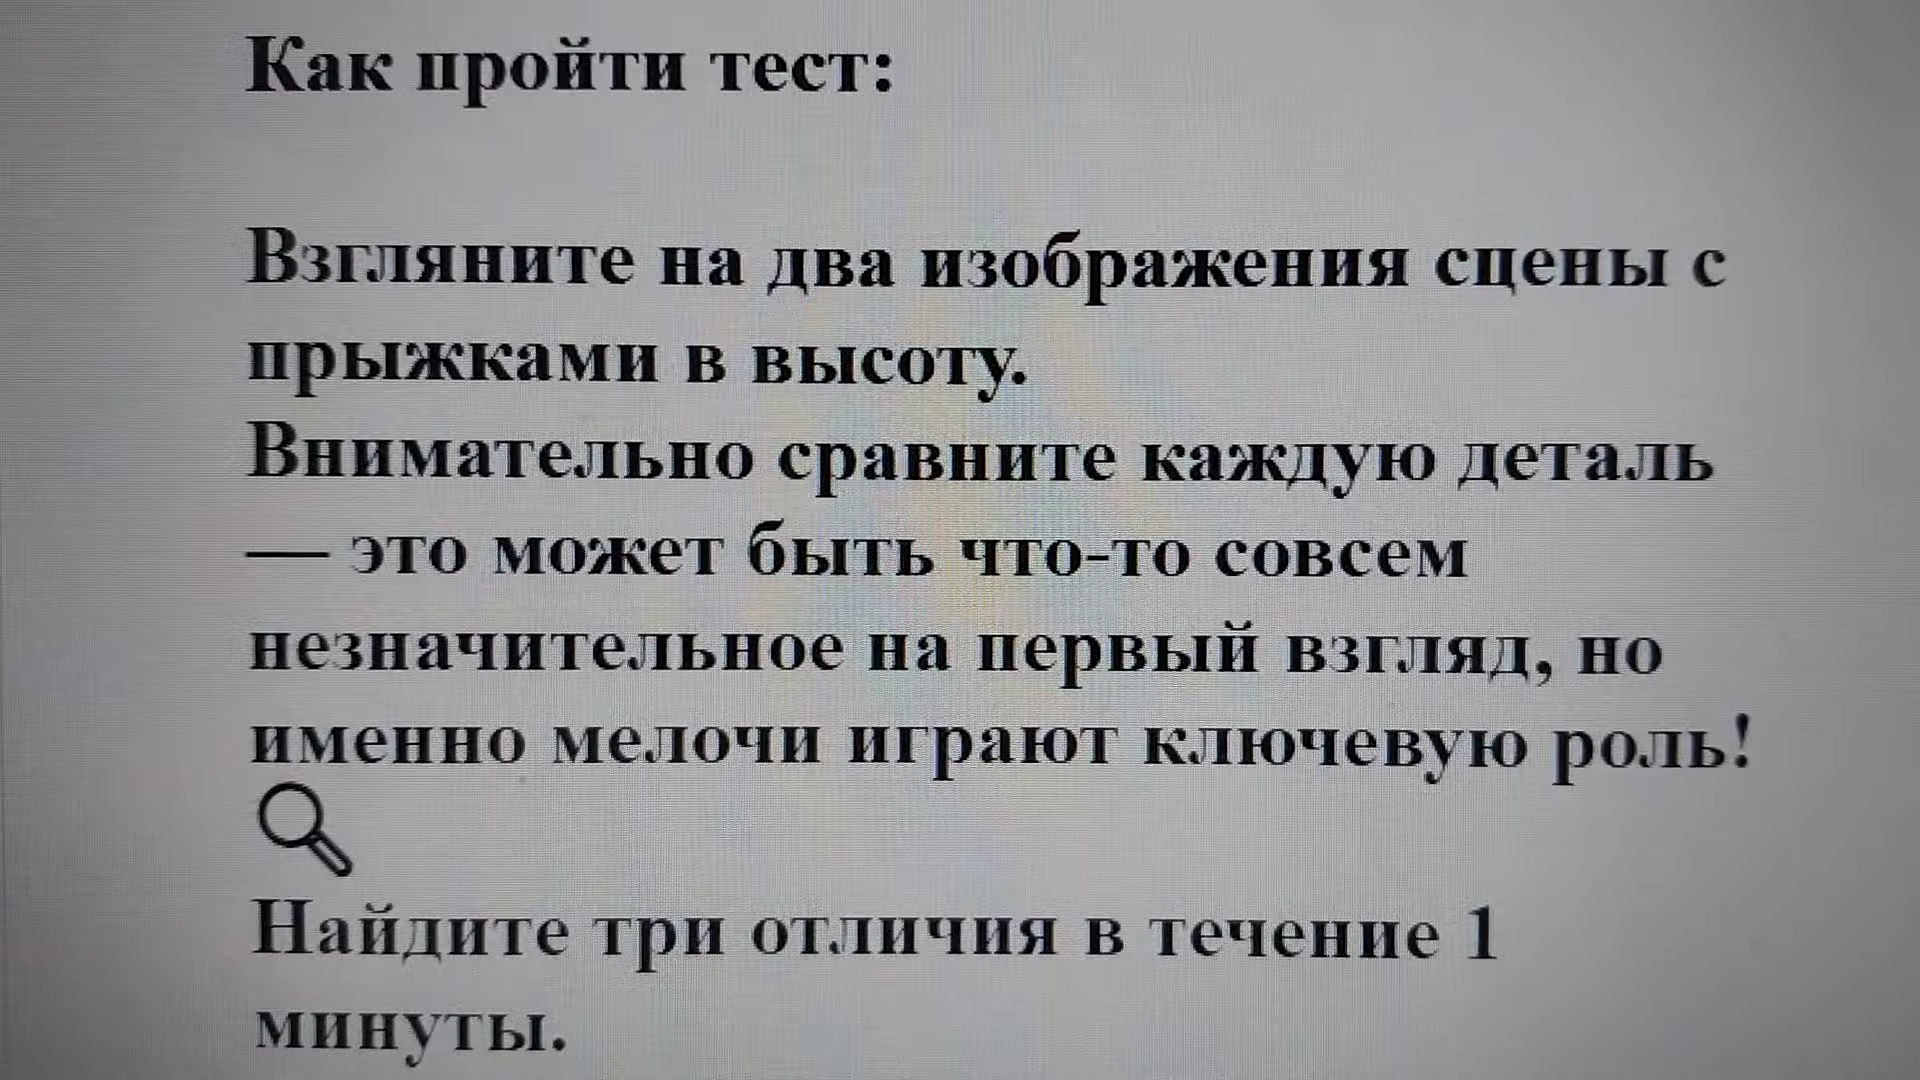 Как пройти тест:
Взгляните на два изображения сцены с
прыжками в высоту.
Внимательно сравните каждую деталь
— это может быть что-то совсем
незначительное на первый взгляд, но
именно мелочи играют ключевую роль!
Найдите три отличия в течение 1
минуты.